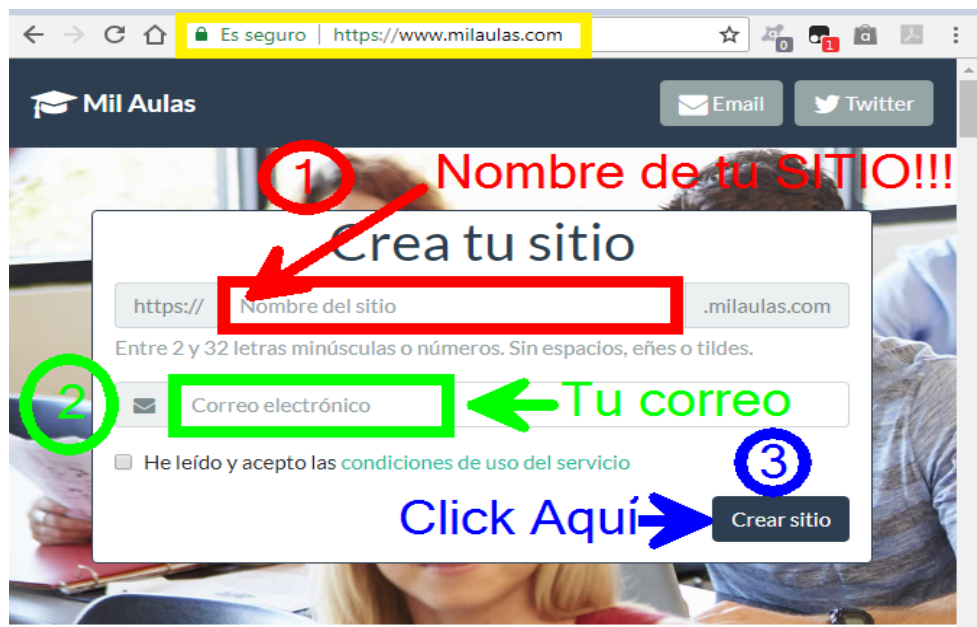 Es seguro | https://www.milaulas.com
0
1
Mil Aulas
Email
Twitter
1
Nombre de tu SITIO!!!
Crea tu sitio
https://
Nombre del sitio
.milaulas.com
Entre 2 y 32 letras minúsculas o números. Sin espacios, eñes o tildes.
2
Correo electrónico
Tu correo
He leído y acepto las condiciones de uso del servicio
3
Click Aquí
Crear sitio